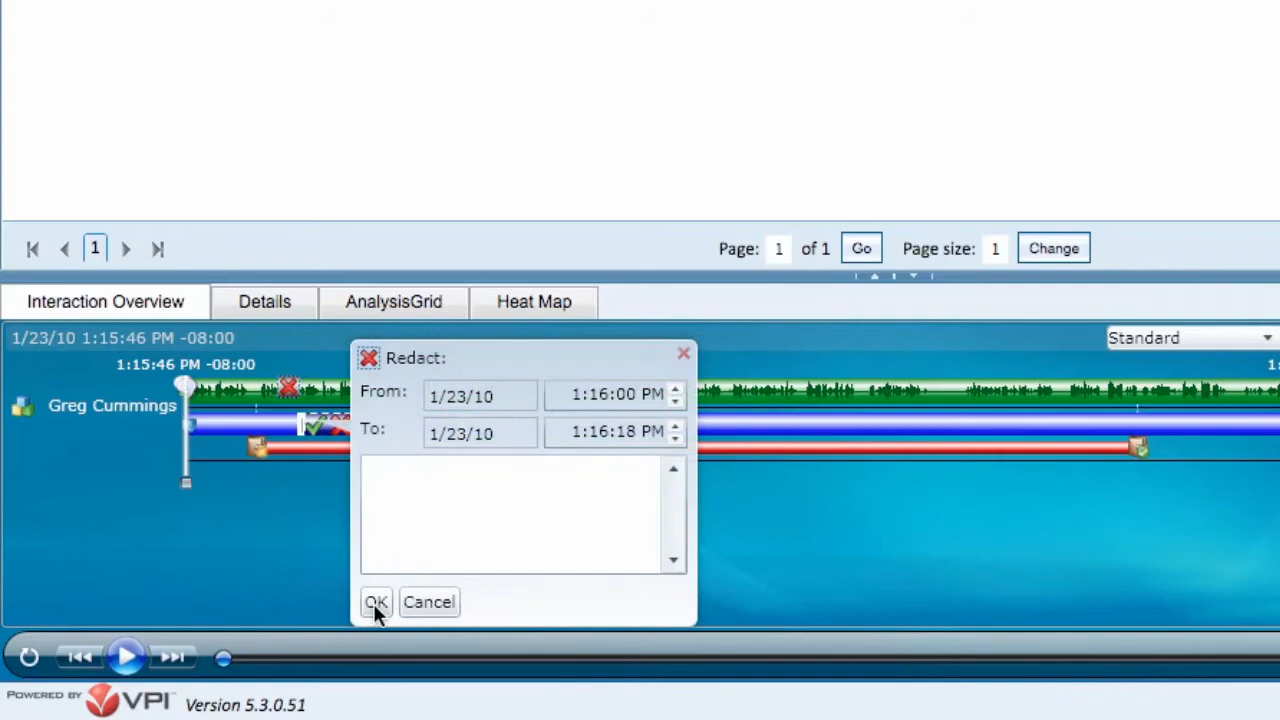 1
Page: 1 of 1 Go Page size: 1 Change
Interaction Overview Details AnalysisGrid Heat Map
1/23/10 1:15:46 PM -08:00
Standard
1:15:46 PM -08:00
1:
Greg Cummings
Redact:
From: 1/23/10 1:16:00 PM
To: 1/23/10 1:16:18 PM
OK Cancel
POWERED BY VPI Version 5.3.0.51